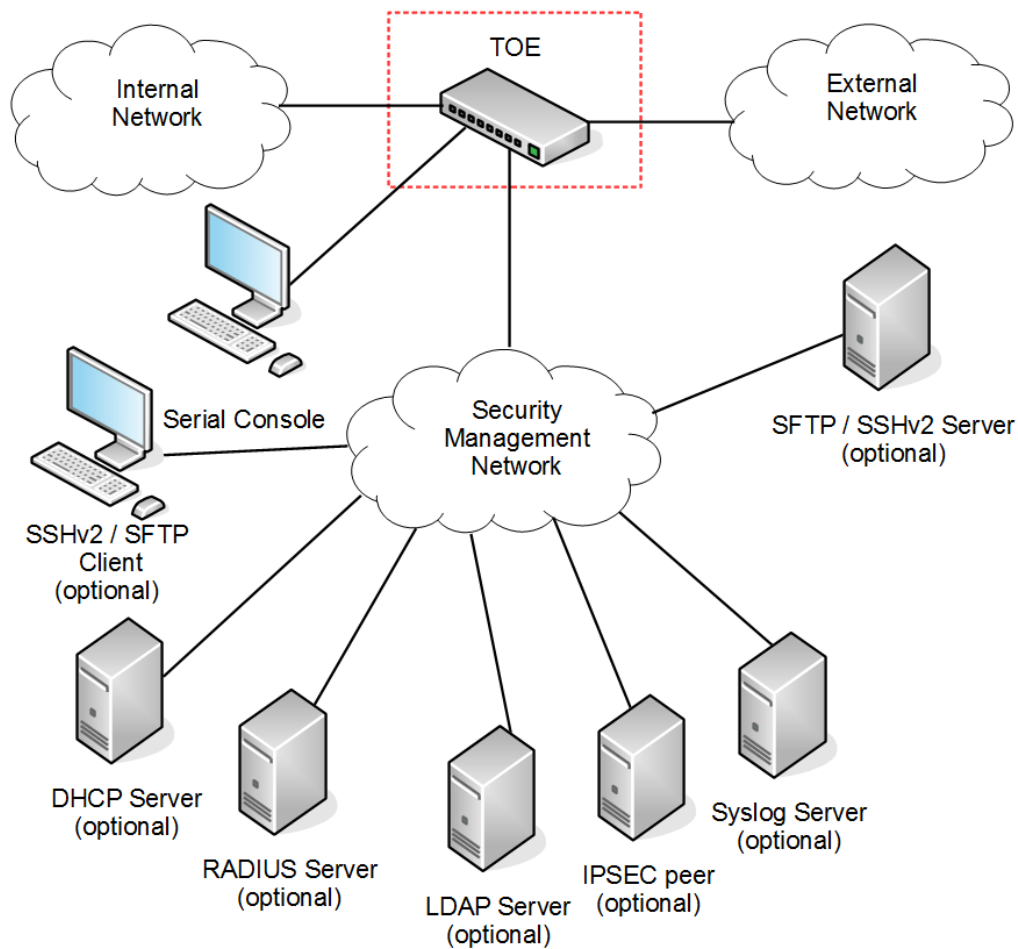 TOE
Internal
Network
External
Network
Serial Console
Security
Management
Network
SFTP / SSHv2 Server
(optional)
SSHv2 / SFTP
Client
(optional)
DHCP Server
(optional)
RADIUS Server
(optional)
LDAP Server
(optional)
IPSEC peer
(optional)
Syslog Server
(optional)